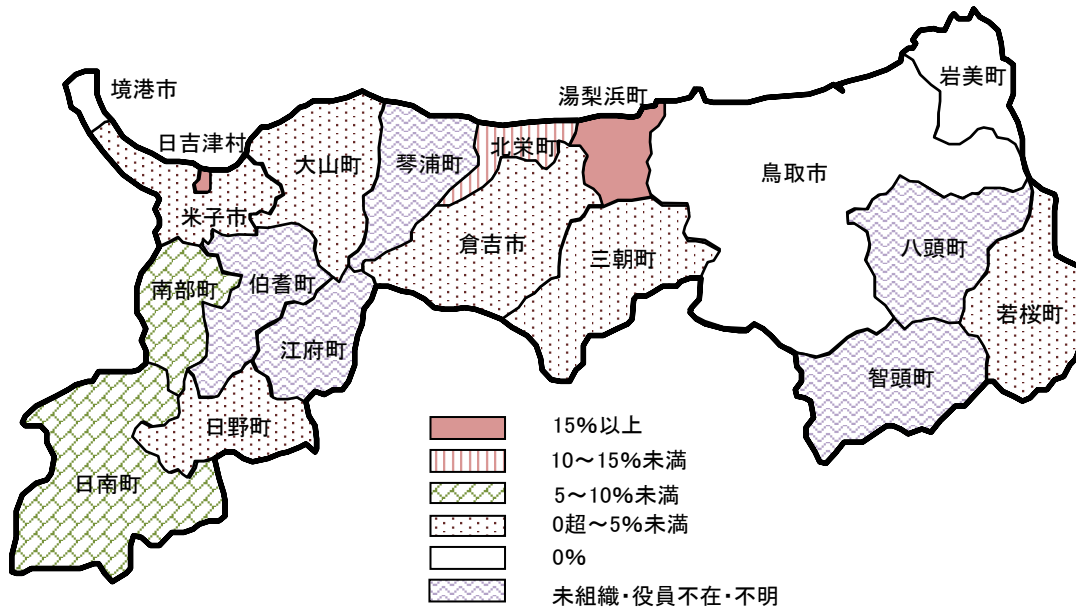 境港市
日吉津村
米子市
大山町
琴浦町
北栄町
湯梨浜町
鳥取市
岩美町
倉吉市
三朝町
八頭町
若桜町
智頭町
南部町
伯耆町
江府町
日野町
日南町
15%以上
10～15%未満
5～10%未満
0超～5%未満
0%
未組織・役員不在・不明